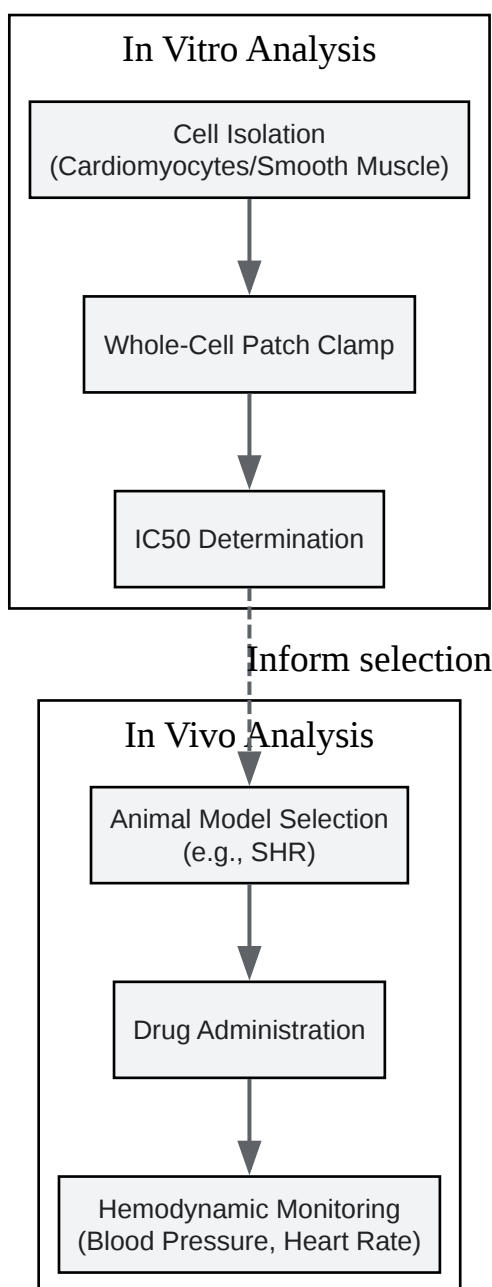 In Vitro Analysis
Cell Isolation
(Cardiomyocytes/Smooth Muscle)
Whole-Cell Patch Clamp
IC50 Determination
Inform selection
In Vivo Analysis
Animal Model Selection
(e.g., SHR)
Drug Administration
Hemodynamic Monitoring
(Blood Pressure, Heart Rate)